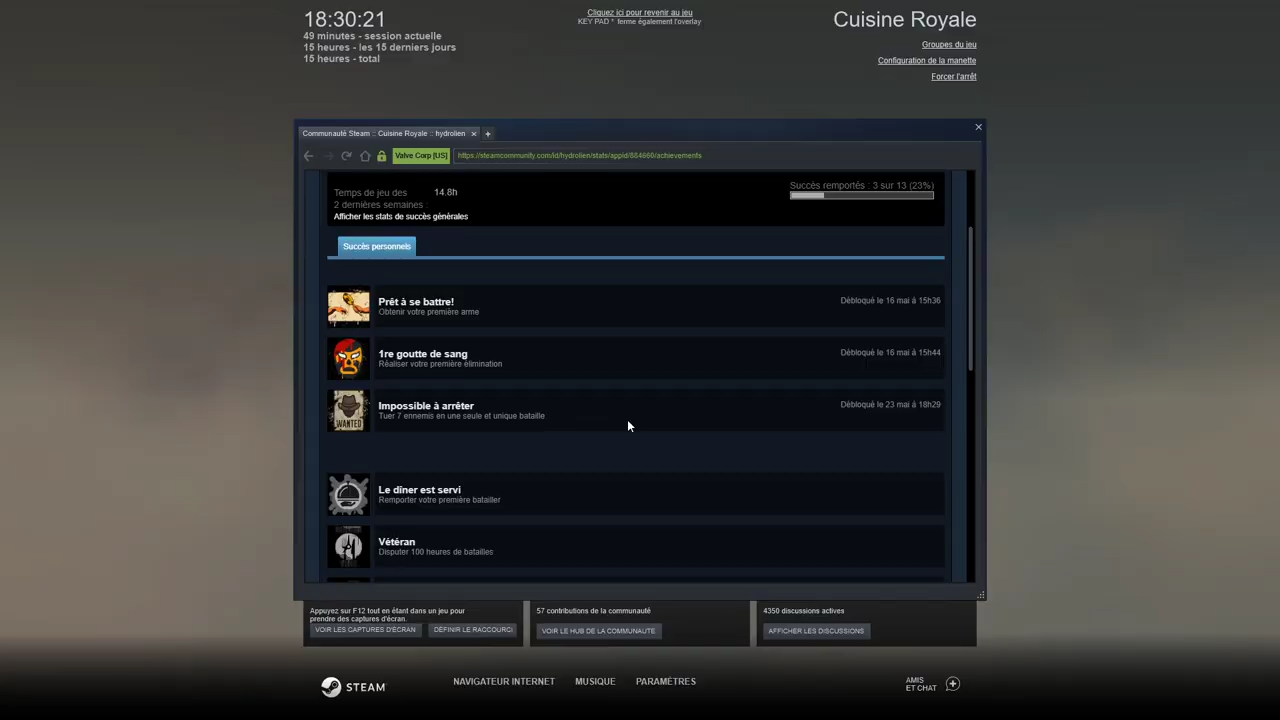 18:30:21
49 minutes - session actuelle
15 heures - les 15 derniers jours
15 heures - total
Cliquez ici pour revenir au jeu
KEY PAD * ferme également l'overlay
Cuisine Royale
Groupes du jeu
Configuration de la manette
Forcer l'arrêt
Communauté Steam :: Cuisine Royale :: hydrolien
Valve Corp [US]
https://steamcommunity.com/id/hydrolien/stats/appid/884660/achievements
Temps de jeu des
2 dernières semaines :
14.8h
Afficher les stats de succès générales
Succès remportés : 3 sur 13 (23%)
Succès personnels
Prêt à se battre!
Obtenir votre première arme
Débloqué le 16 mai à 15h36
1re goutte de sang
Réaliser votre première élimination
Débloqué le 16 mai à 15h44
WANTED
Impossible à arrêter
Tuer 7 ennemis en une seule et unique bataille
Débloqué le 23 mai à 18h29
Le dîner est servi
Remporter votre première batailler
Vétéran
Disputer 100 heures de batailles
Appuyez sur F12 tout en étant dans un jeu pour
prendre des captures d'écran.
VOIR LES CAPTURES D'ÉCRAN
DÉFINIR LE RACCOURCI
57 contributions de la communauté
VOIR LE HUB DE LA COMMUNAUTÉ
4350 discussions actives
AFFICHER LES DISCUSSIONS
STEAM
NAVIGATEUR INTERNET
MUSIQUE
PARAMÈTRES
AMIS
ET CHAT